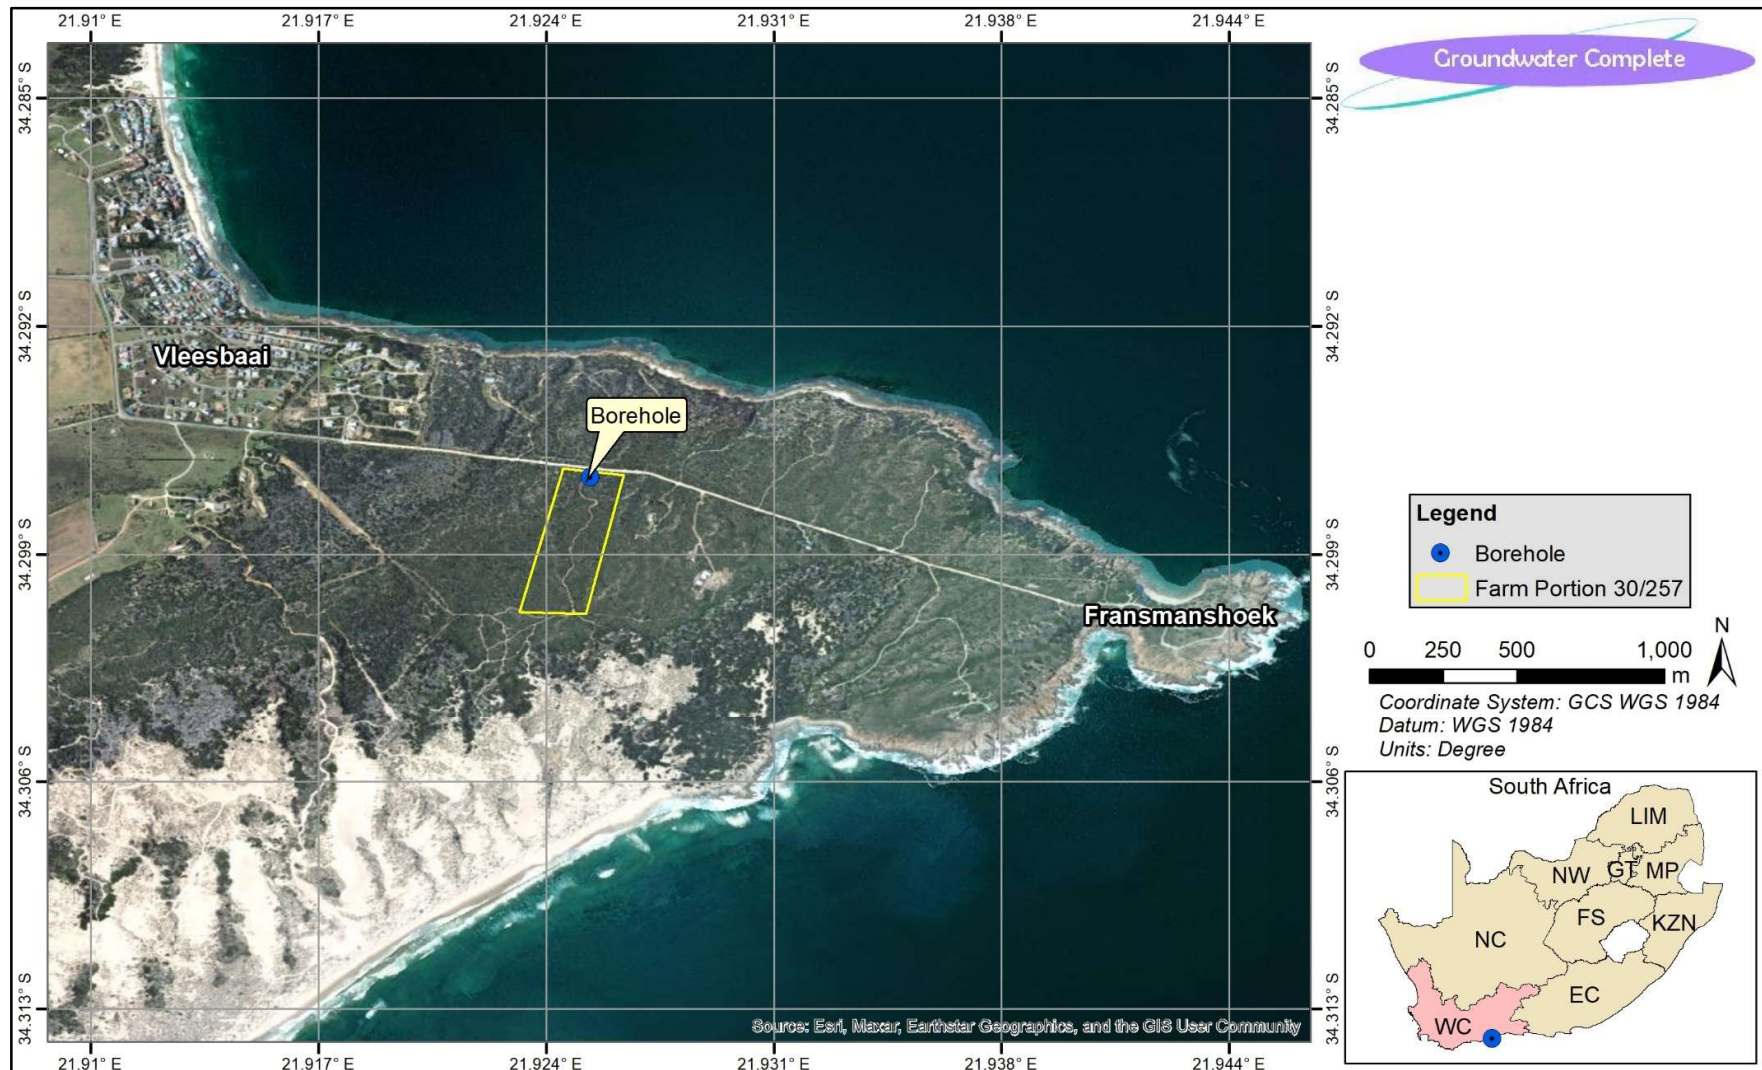 21.91° E 21.917° E 21.924° E 21.931° E 21.938° E 21.944° E
Groundwater Complete
34.285° S 34.285° S
34.292° S 34.292° S
Vleesbaai
Borehole
34.299° S 34.299° S
Fransmanshoek
34.306° S 34.306° S
34.313° S 34.313° S
Source: Esri, Maxar, Earthstar Geographics, and the GIS User Community
21.91° E 21.917° E 21.924° E 21.931° E 21.938° E 21.944° E
Legend
Borehole
Farm Portion 30/257
N
0 250 500 1,000
m
Coordinate System: GCS WGS 1984
Datum: WGS 1984
Units: Degree
South Africa
LIM
NW GT MP
FS KZN
NC
EC
WC